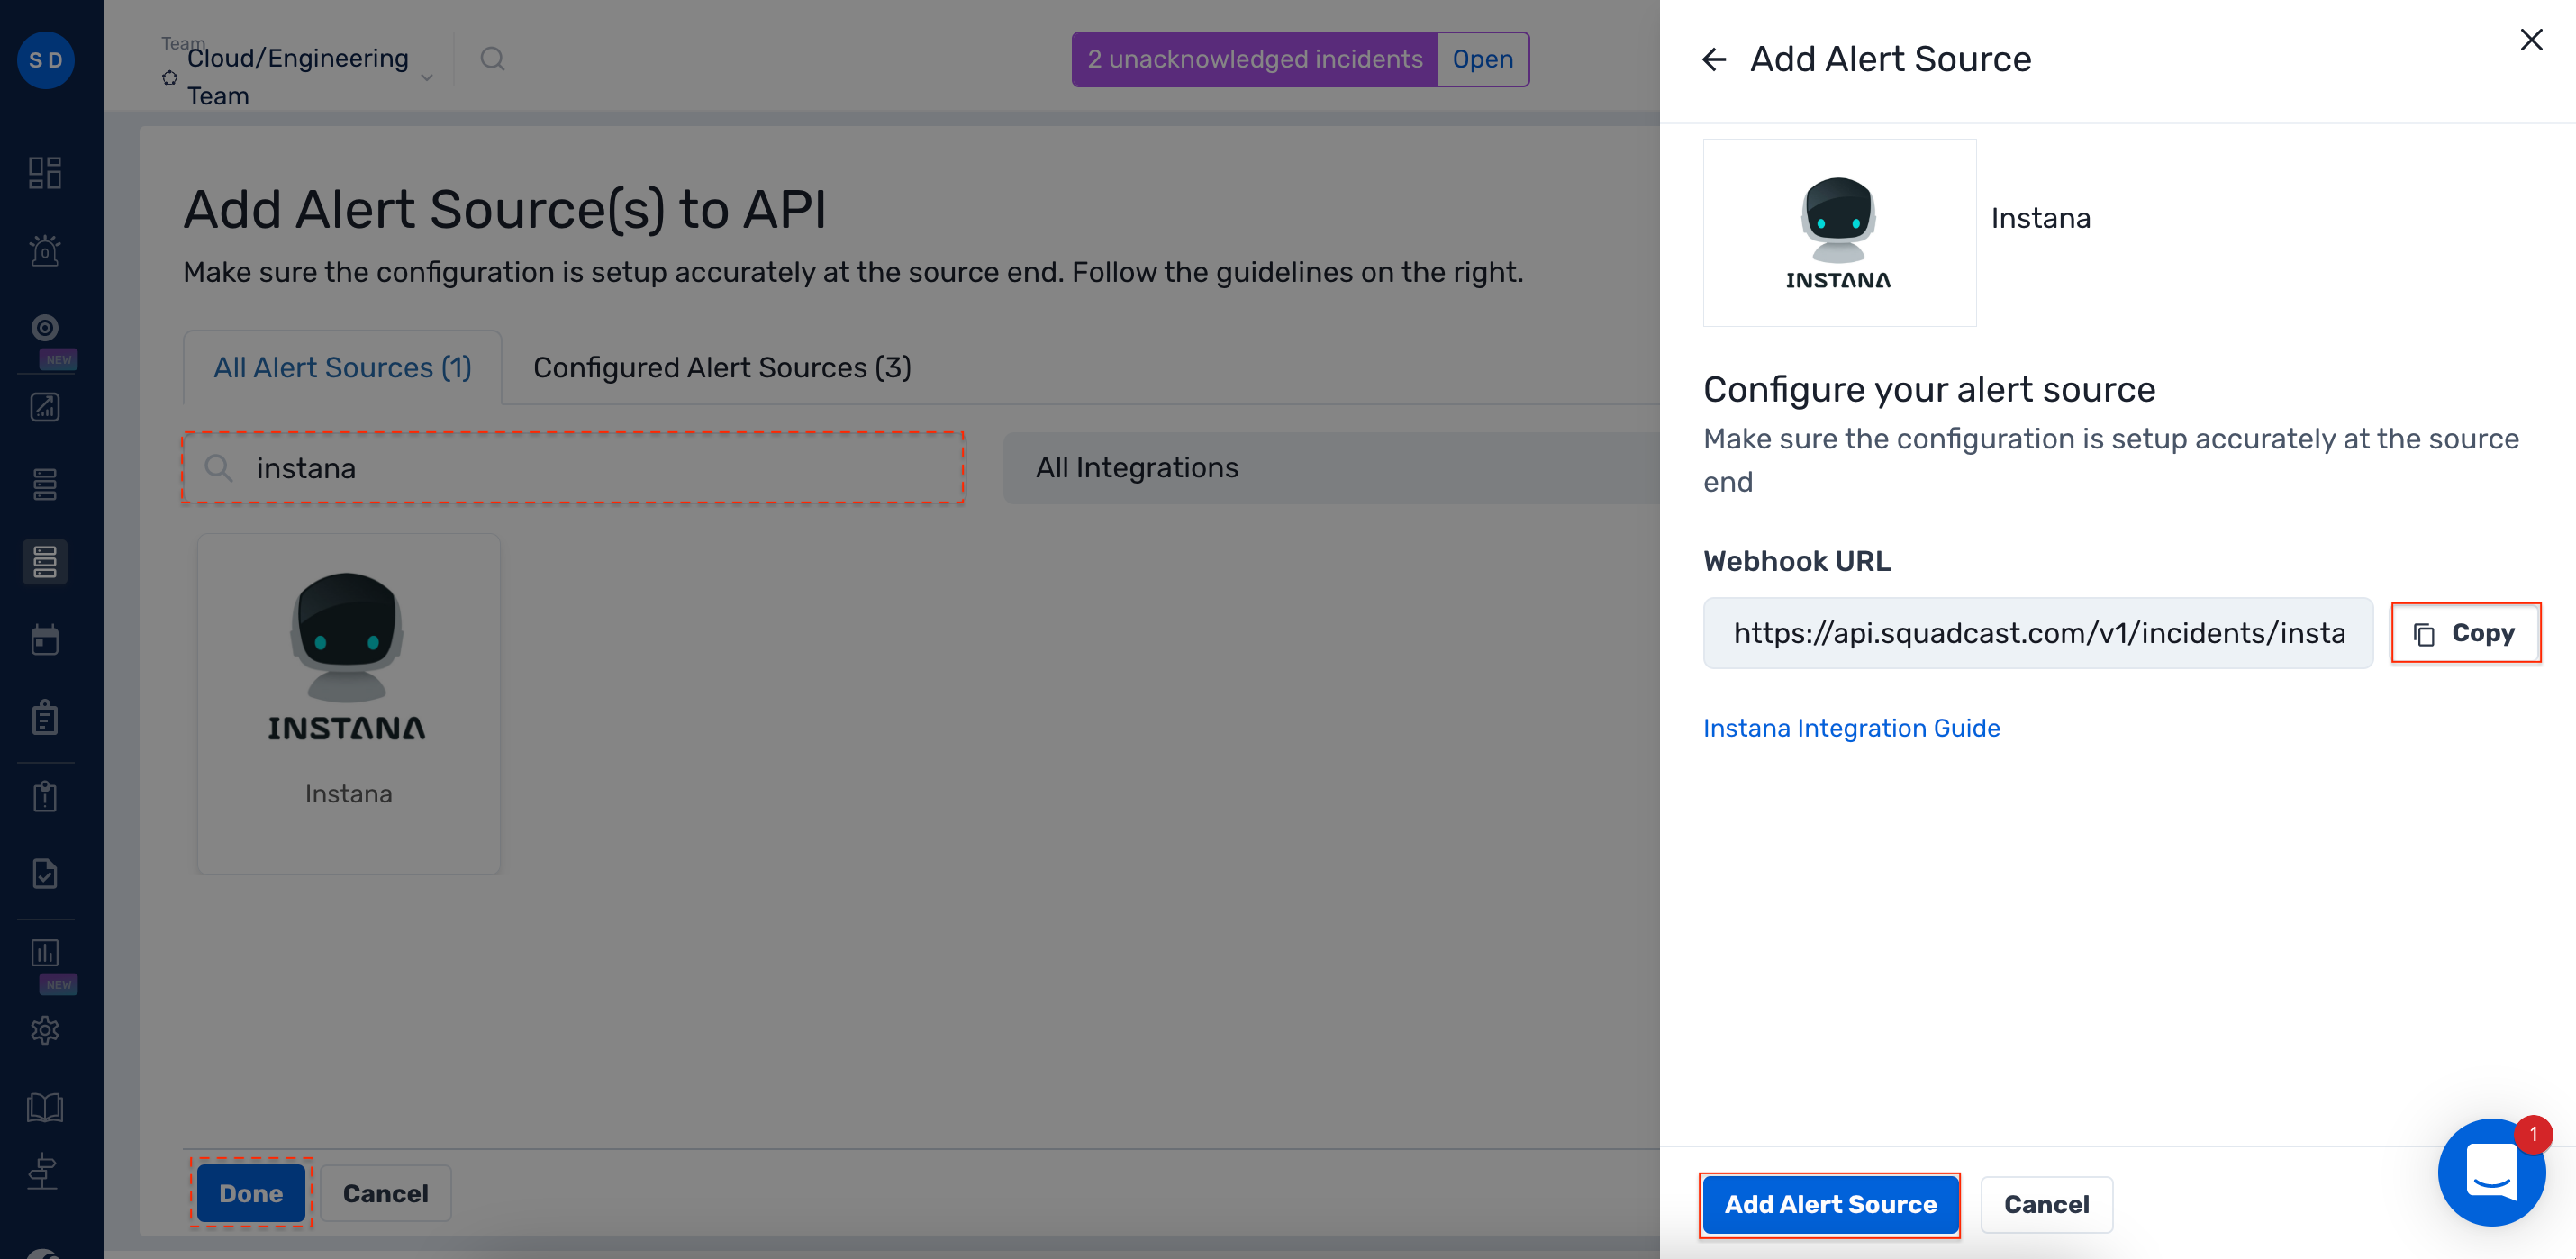 S D
Team
Cloud/Engineering
Team
2 unacknowledged incidents
Open
0
NEW
NEW
Add Alert Source(s) to API
Make sure the configuration is setup accurately at the source end. Follow the guidelines on the right.
All Alert Sources (1)
Configured Alert Sources (3)
instana
All Integrations
INSTANA
Instana
Done
Cancel
Add Alert Source
INSTANA
Instana
Configure your alert source
Make sure the configuration is setup accurately at the source
end
Webhook URL
https://api.squadcast.com/v1/incidents/insta
Copy
Instana Integration Guide
1
Add Alert Source
Cancel